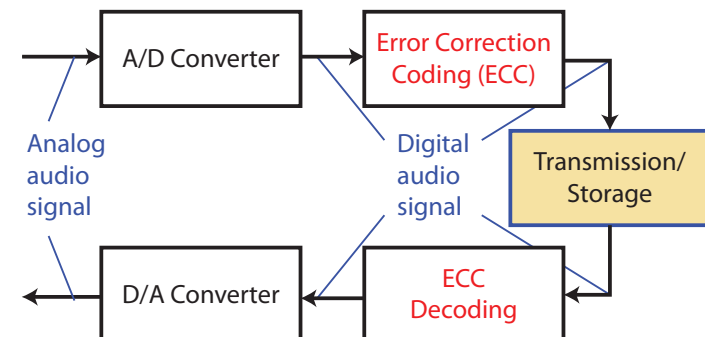 A/D Converter
Error Correction
Coding (ECC)
Analog
audio
signal
Digital
audio
signal
Transmission/
Storage
D/A Converter
ECC
Decoding